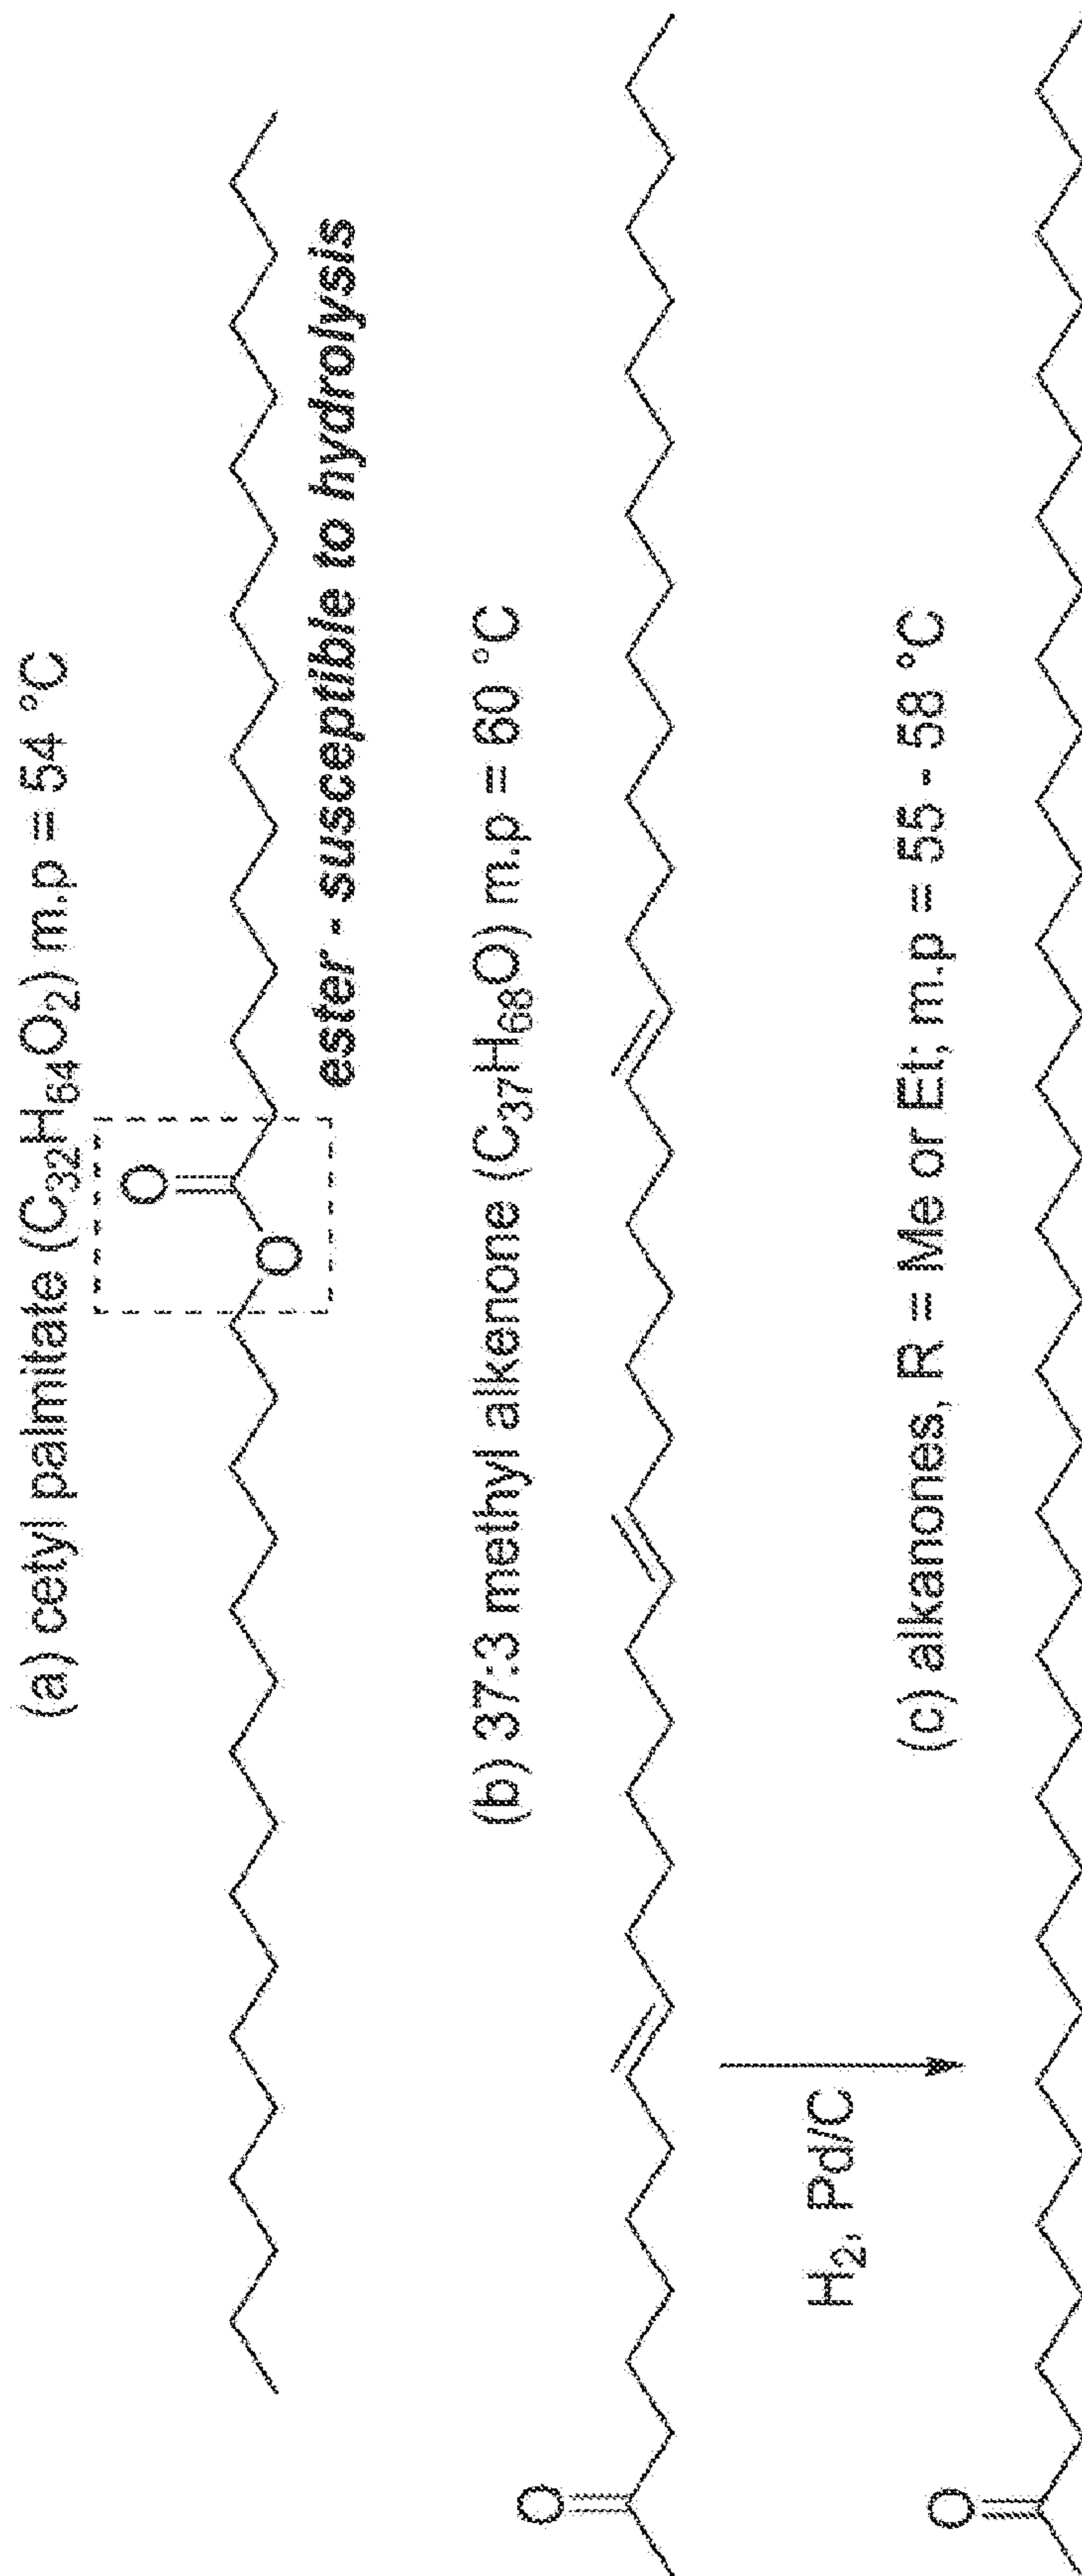 (a) cetyl palmitate (C₃₂H₆₄O₂) m.p = 54 °C
O
O
ester - susceptible to hydrolysis
(b) 37:3 methyl alkenone (C₃₇H₆₈O) m.p = 60 °C
O
H₂, Pd/C
(c) alkanones, R = Me or Et; m.p = 55 - 58 °C
O